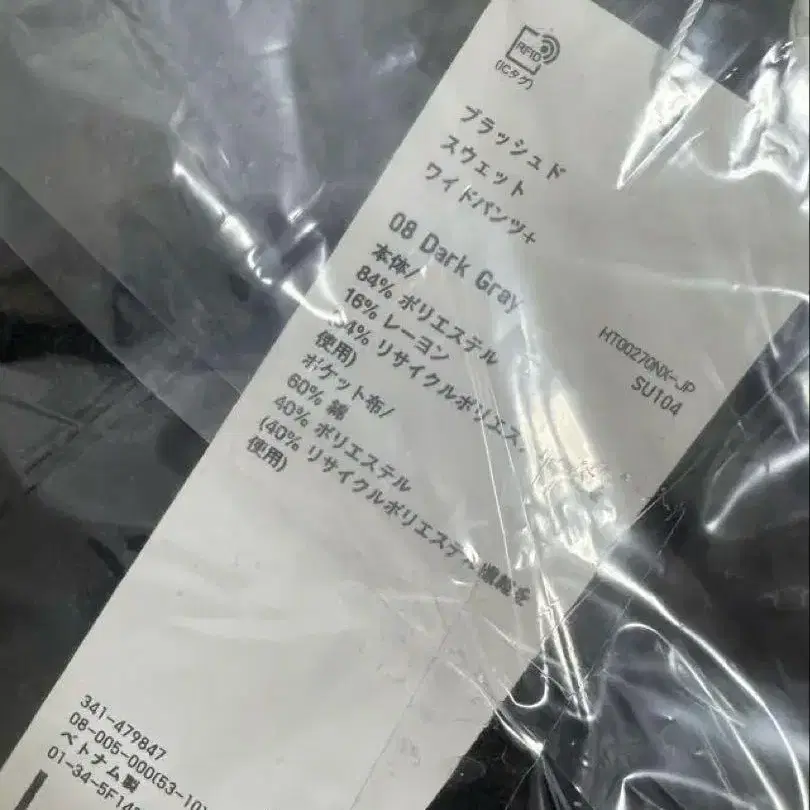 RFID
(ICタグ)
ブラッシュド
スウェット
ワイドパンツ+
08 Dark Gray
本体/
84% ポリエステル
16% レーヨン
リサイクルポリエス
使用)
ポケット布/
60% 綿
40% ポリエステル
(40% リサイクルポリエステル繊維を
使用)
HT00270NX-JP
SU104
341-479847
08-005-000(53-10)
ベトナム製
01-34-5F14